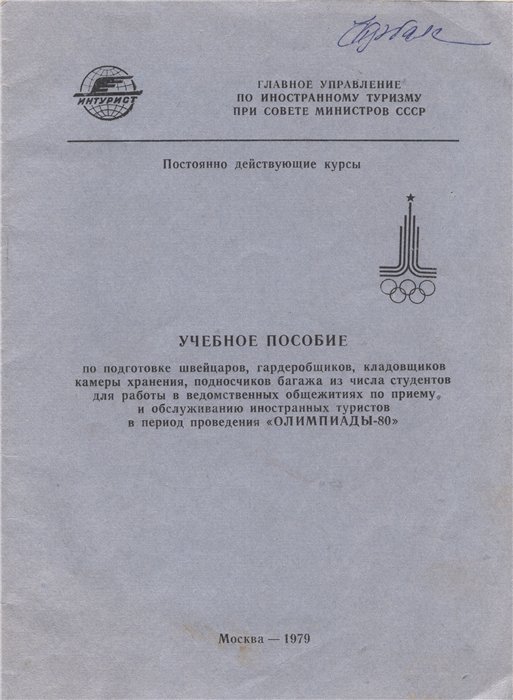 ИНТУРИСТ
ГЛАВНОЕ УПРАВЛЕНИЕ
ПО ИНОСТРАННОМУ ТУРИЗМУ
ПРИ СОВЕТЕ МИНИСТРОВ СССР
Постоянно действующие курсы
УЧЕБНОЕ ПОСОБИЕ
по подготовке швейцаров, гардеробщиков, кладовщиков
камеры хранения, подносчиков багажа из числа студентов
для работы в ведомственных общежитиях по приему
и обслуживанию иностранных туристов
в период проведения «ОЛИМПИАДЫ-80»
Москва — 1979